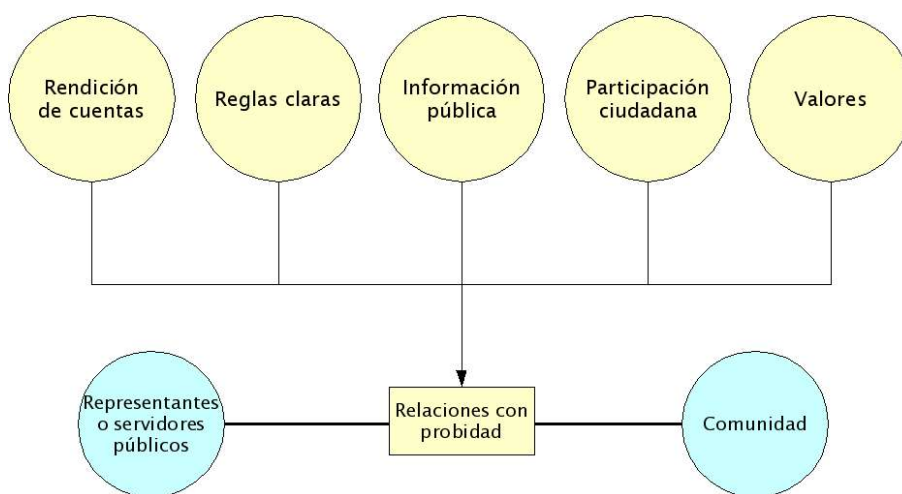 Rendición
de cuentas
Reglas claras
Información
pública
Participación
ciudadana
Valores
Representantes
o servidores
públicos
Relaciones con
probidad
Comunidad